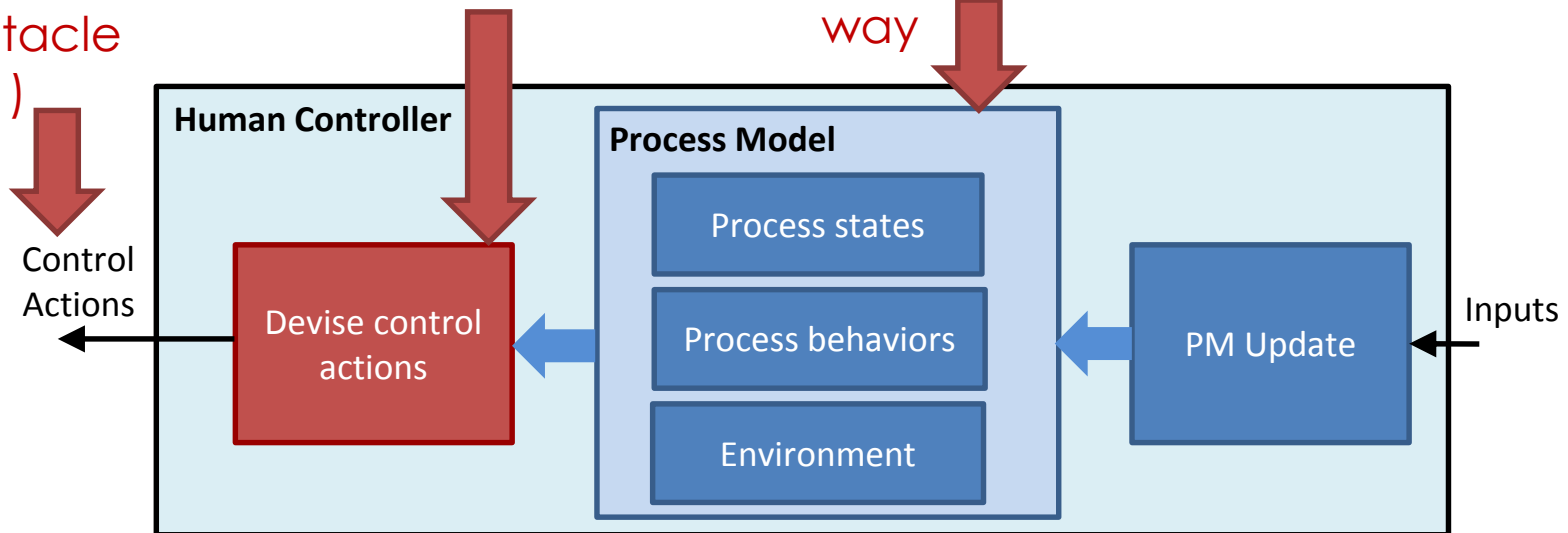 tacle
)
way
Human Controller
Process Model
Process states
Control
Actions
Devise control
actions
Process behaviors
PM Update
Inputs
Environment